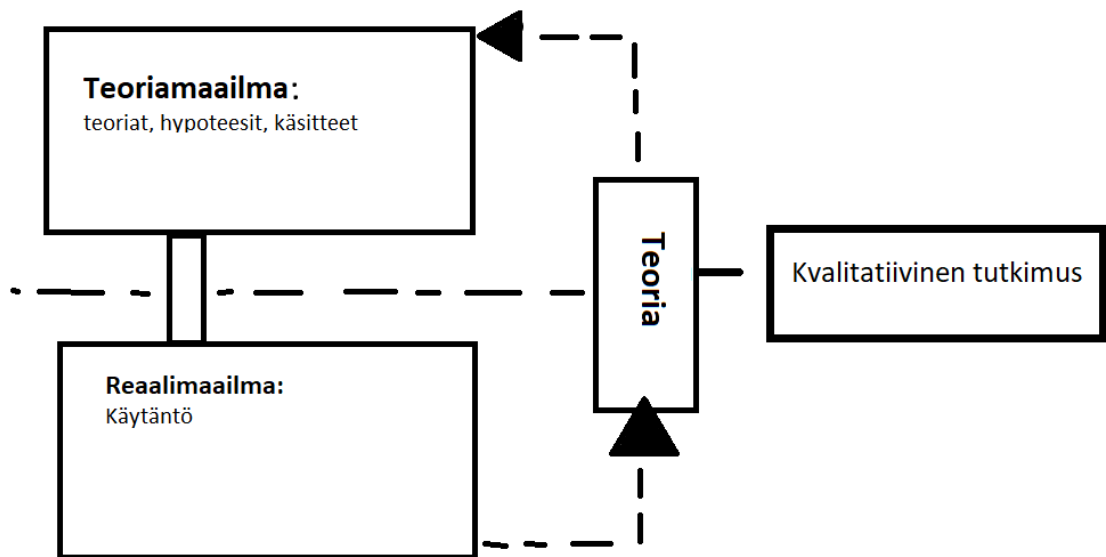 Teoriamaailma:
teoriat, hypoteesit, käsitteet
Teoria
Kvalitatiivinen tutkimus
Reaalimaailma:
Käytäntö